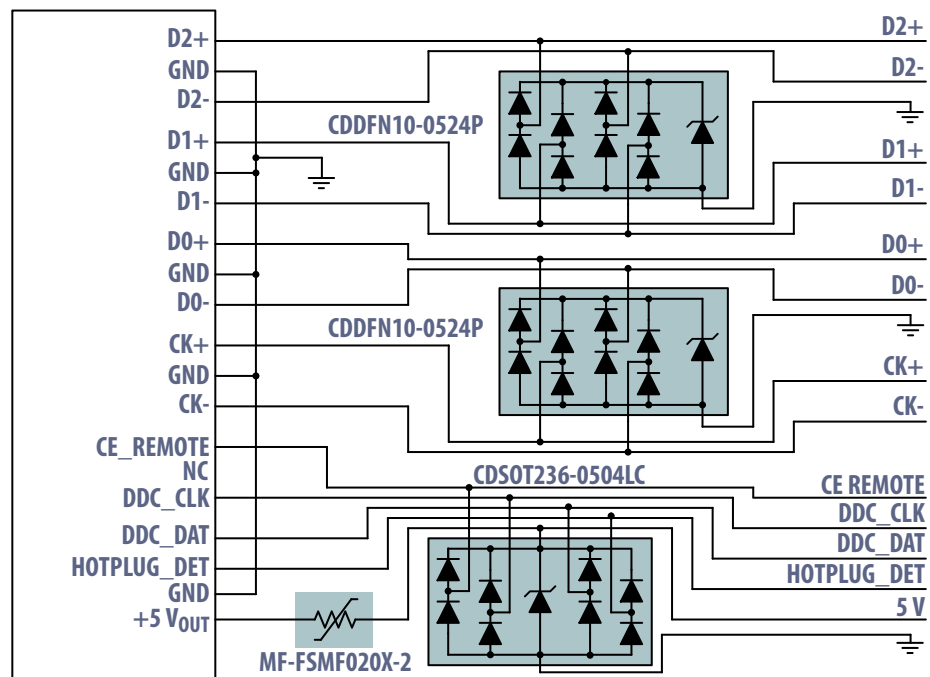 D2+
GND
D2-
D1+
GND
D1-
D0+
GND
D0-
CK+
GND
CK-
CE_REMOTE
NC
DDC_CLK
DDC_DAT
HOTPLUG_DET
GND
+5 VOUT
CDDFN10-0524P
CDDFN10-0524P
CDSOT236-0504LC
MF-FSMF020X-2
D2+
D2-
D1+
D1-
D0+
D0-
CK+
CK-
CE REMOTE
DDC_CLK
DDC_DAT
HOTPLUG_DET
5 V